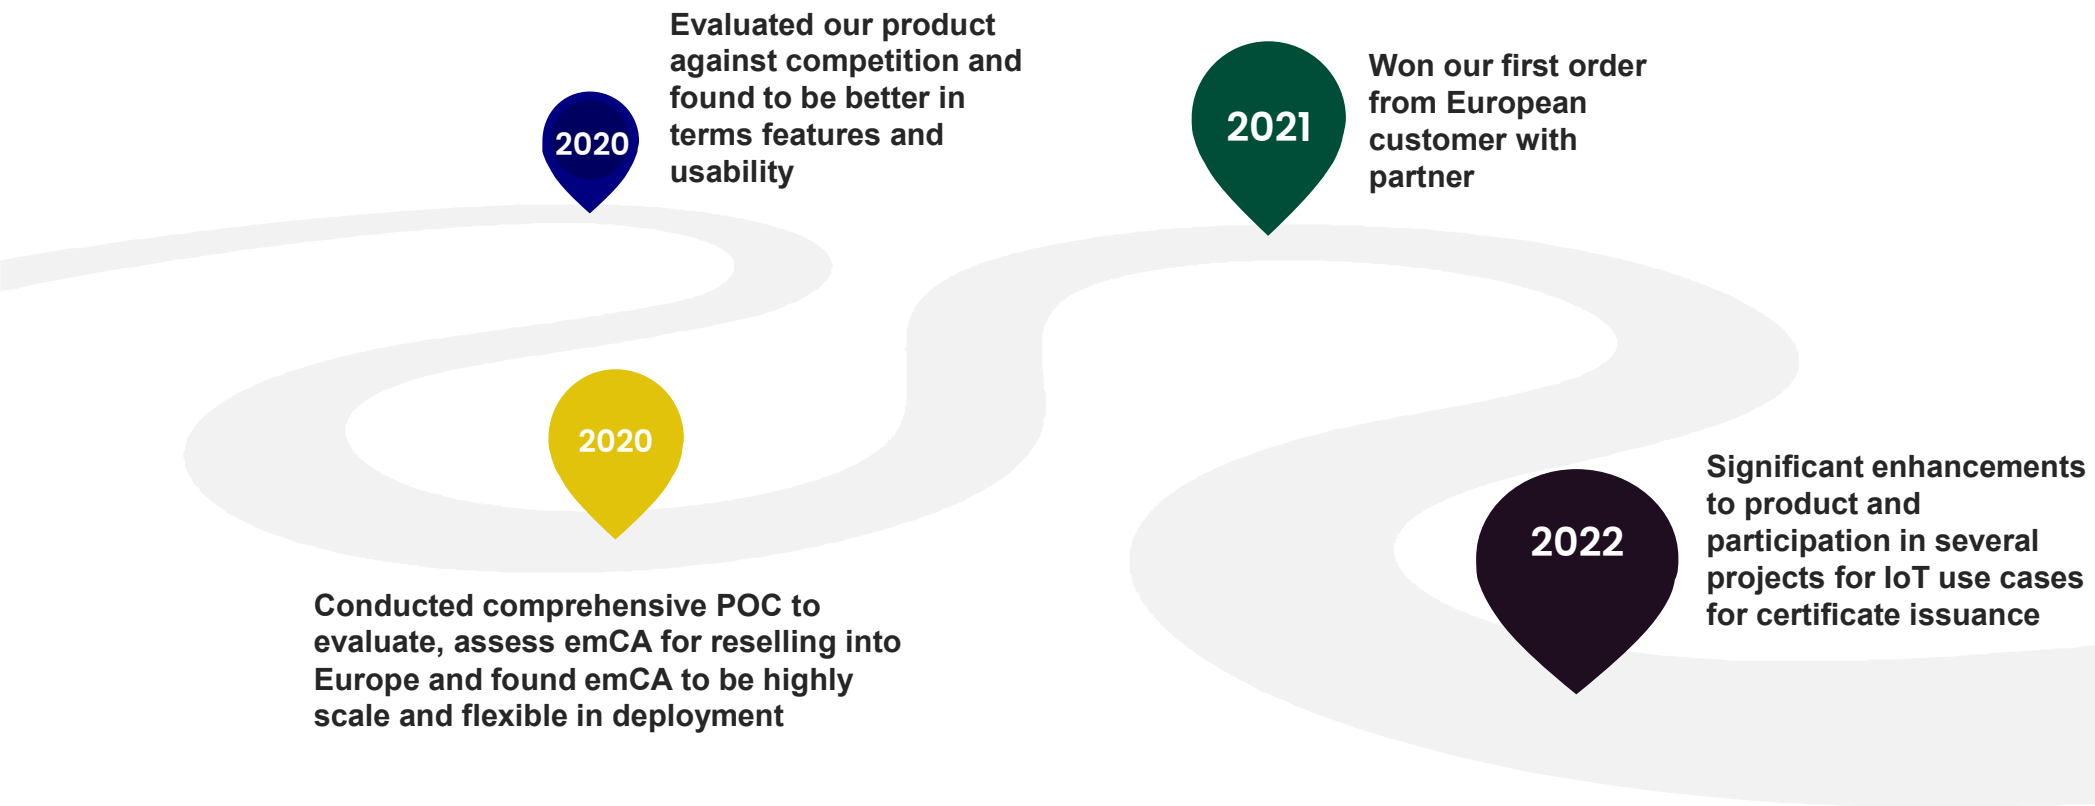 2020
Evaluated our product
against competition and
found to be better in
terms features and
usability
2020
Conducted comprehensive POC to
evaluate, assess emCA for reselling into
Europe and found emCA to be highly
scale and flexible in deployment
2021
Won our first order
from European
customer with
partner
2022
Significant enhancements
to product and
participation in several
projects for IoT use cases
for certificate issuance